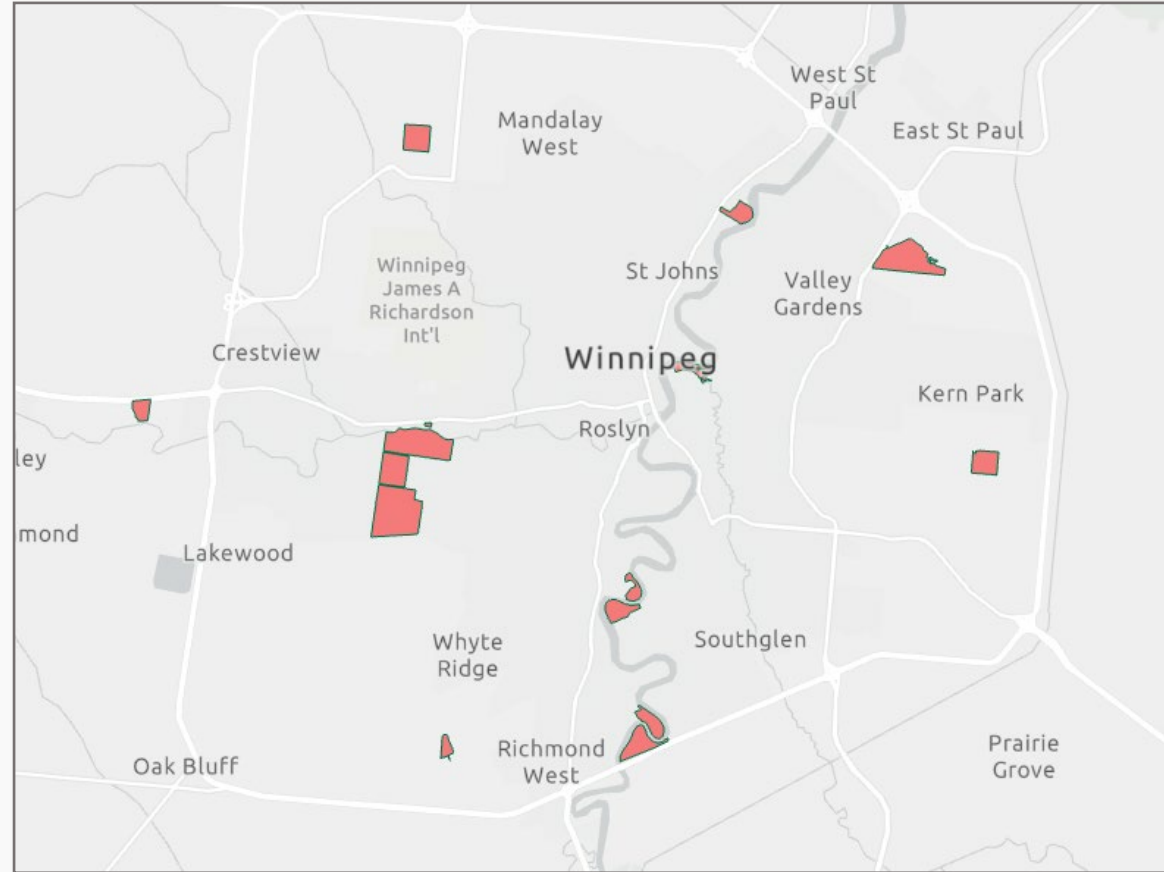 West St
Paul
Mandalay
West
East St Paul
Winnipeg
James A
Richardson
Int'l
St Johns
Valley
Gardens
Crestview
Winnipeg
Kern Park
Roslyn
ley
mond
Lakewood
Whyte
Ridge
Southglen
Richmond
West
Prairie
Grove
Oak Bluff